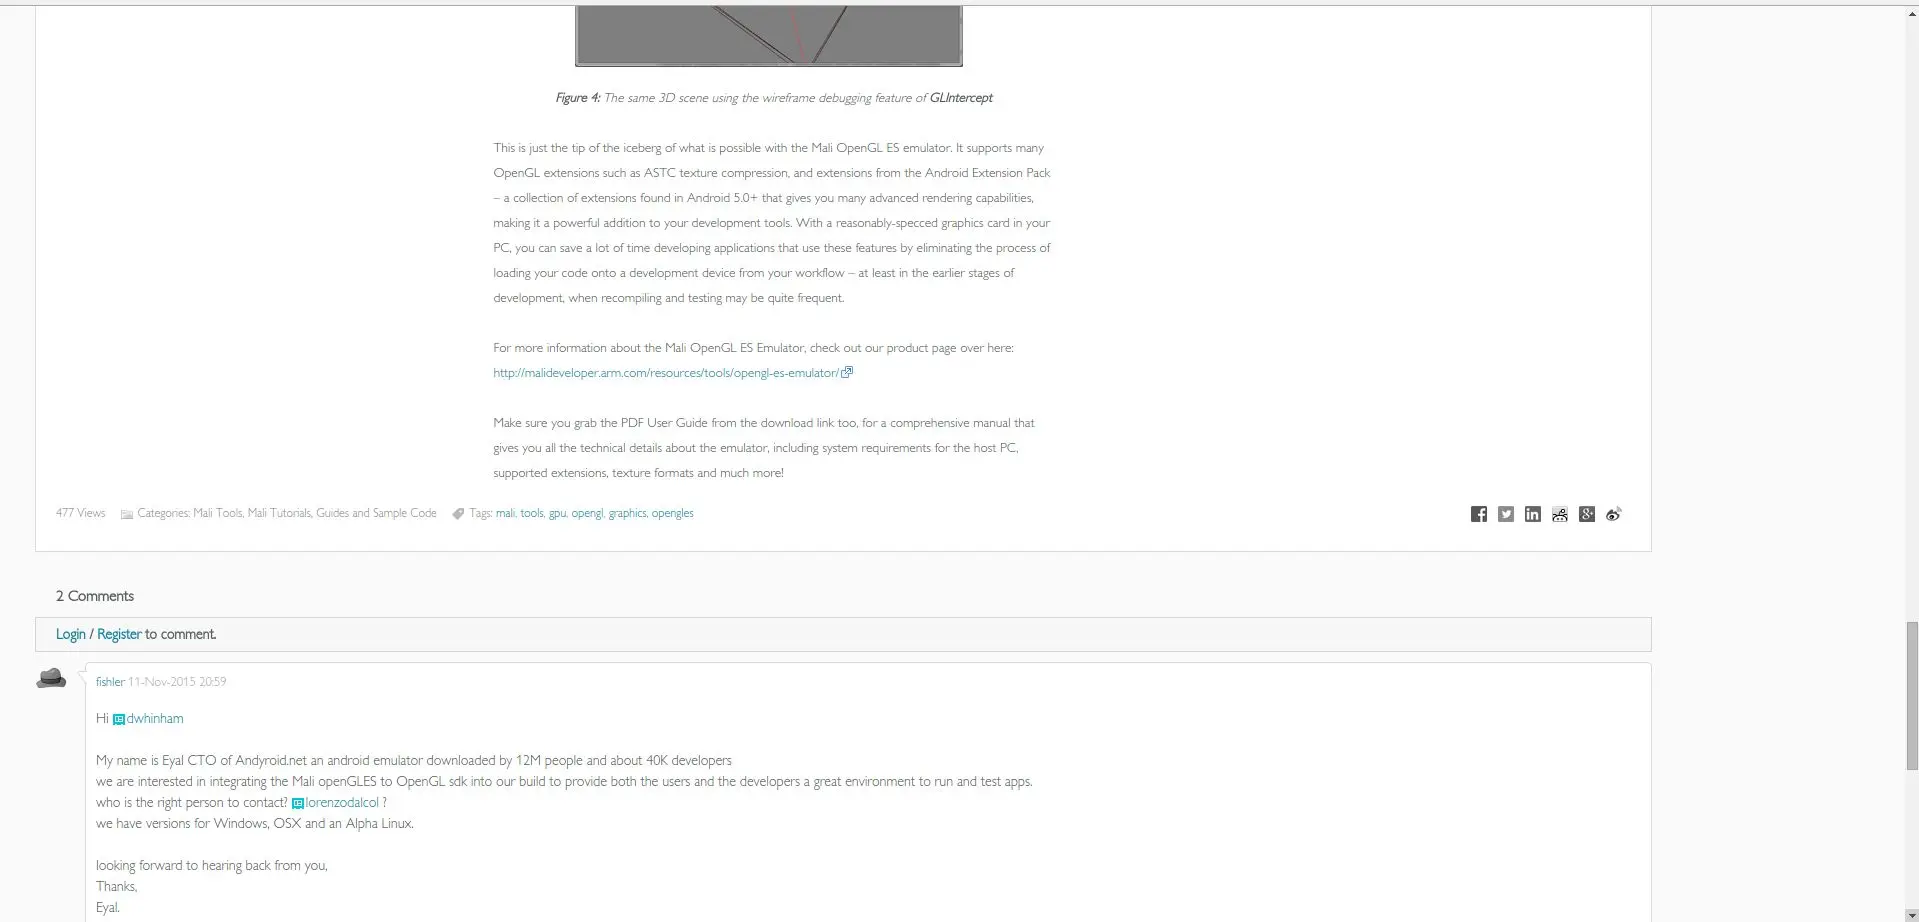 Figure 4: The same 3D scene using the wireframe debugging feature of GLIntercept
This is just the tip of the iceberg of what is possible with the Mali OpenGL ES emulator. It supports many
OpenGL extensions such as ASTC texture compression, and extensions from the Android Extension Pack
– a collection of extensions found in Android 5.0+ that gives you many advanced rendering capabilities,
making it a powerful addition to your development tools. With a reasonably-specced graphics card in your
PC, you can save a lot of time developing applications that use these features by eliminating the process of
loading your code onto a development device from your workflow – at least in the earlier stages of
development, when recompiling and testing may be quite frequent.
For more information about the Mali OpenGL ES Emulator, check out our product page over here:
http://malideveloper.arm.com/resources/tools/opengl-es-emulator/
Make sure you grab the PDF User Guide from the download link too, for a comprehensive manual that
gives you all the technical details about the emulator, including system requirements for the host PC,
supported extensions, texture formats and much more!
477 Views Categories: Mali Tools, Mali Tutorials, Guides and Sample Code Tags: mali, tools, gpu, opengl, graphics, opengles
2 Comments
Login / Register to comment.
fishler 11-Nov-2015 20:59
Hi dwhinham
My name is Eyal CTO of Andyroid.net an android emulator downloaded by 12M people and about 40K developers
we are interested in integrating the Mali openGLES to OpenGL sdk into our build to provide both the users and the developers a great environment to run and test apps.
who is the right person to contact? lorenzodalcol ?
we have versions for Windows, OSX and an Alpha Linux.
looking forward to hearing back from you,
Thanks,
Eyal.